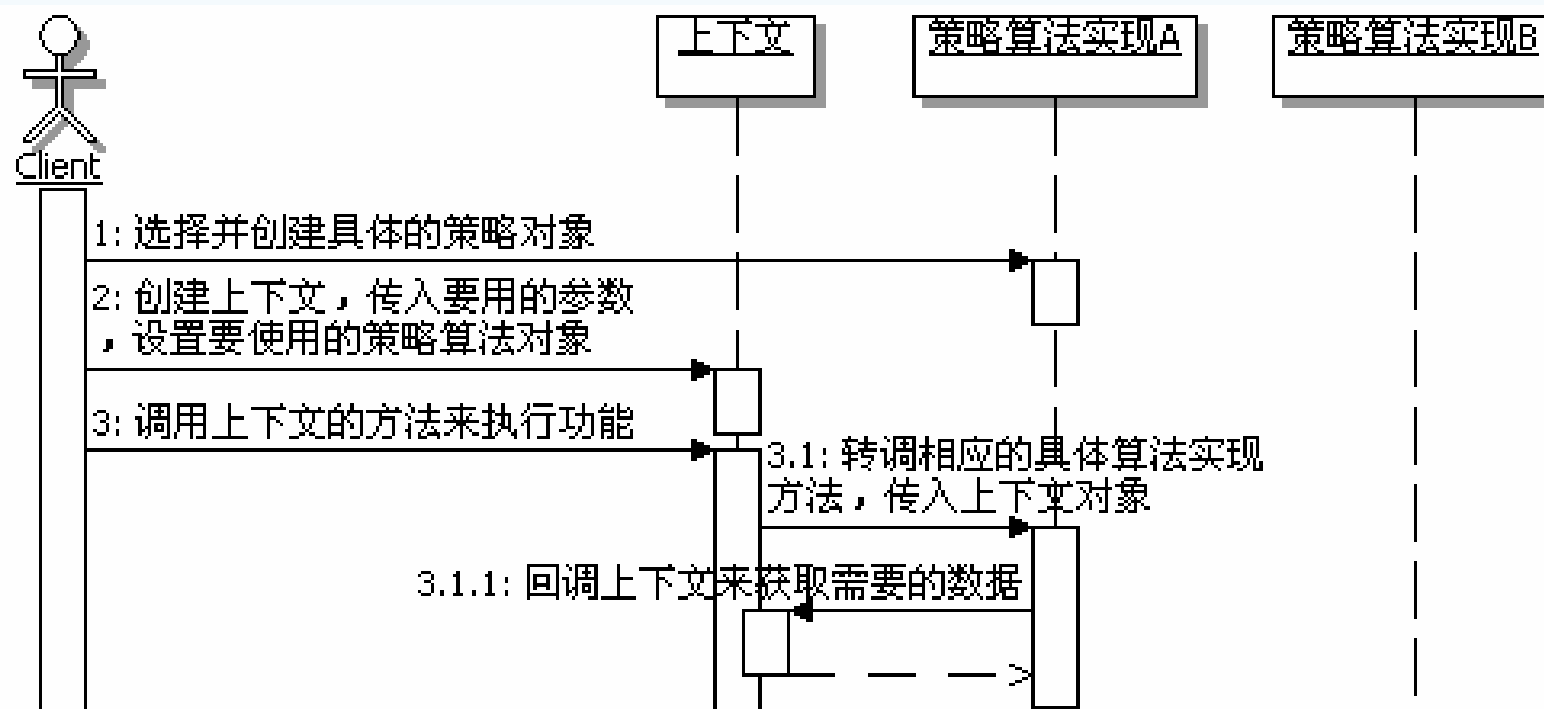 上下文
策略算法实现A
策略算法实现B
Client
1: 选择并创建具体的策略对象
2: 创建上下文，传入要用的参数
，设置要使用的策略算法对象
3: 调用上下文的方法来执行功能
3.1: 转调相应的具体算法实现
方法，传入上下文对象
3.1.1: 回调上下文来获取需要的数据